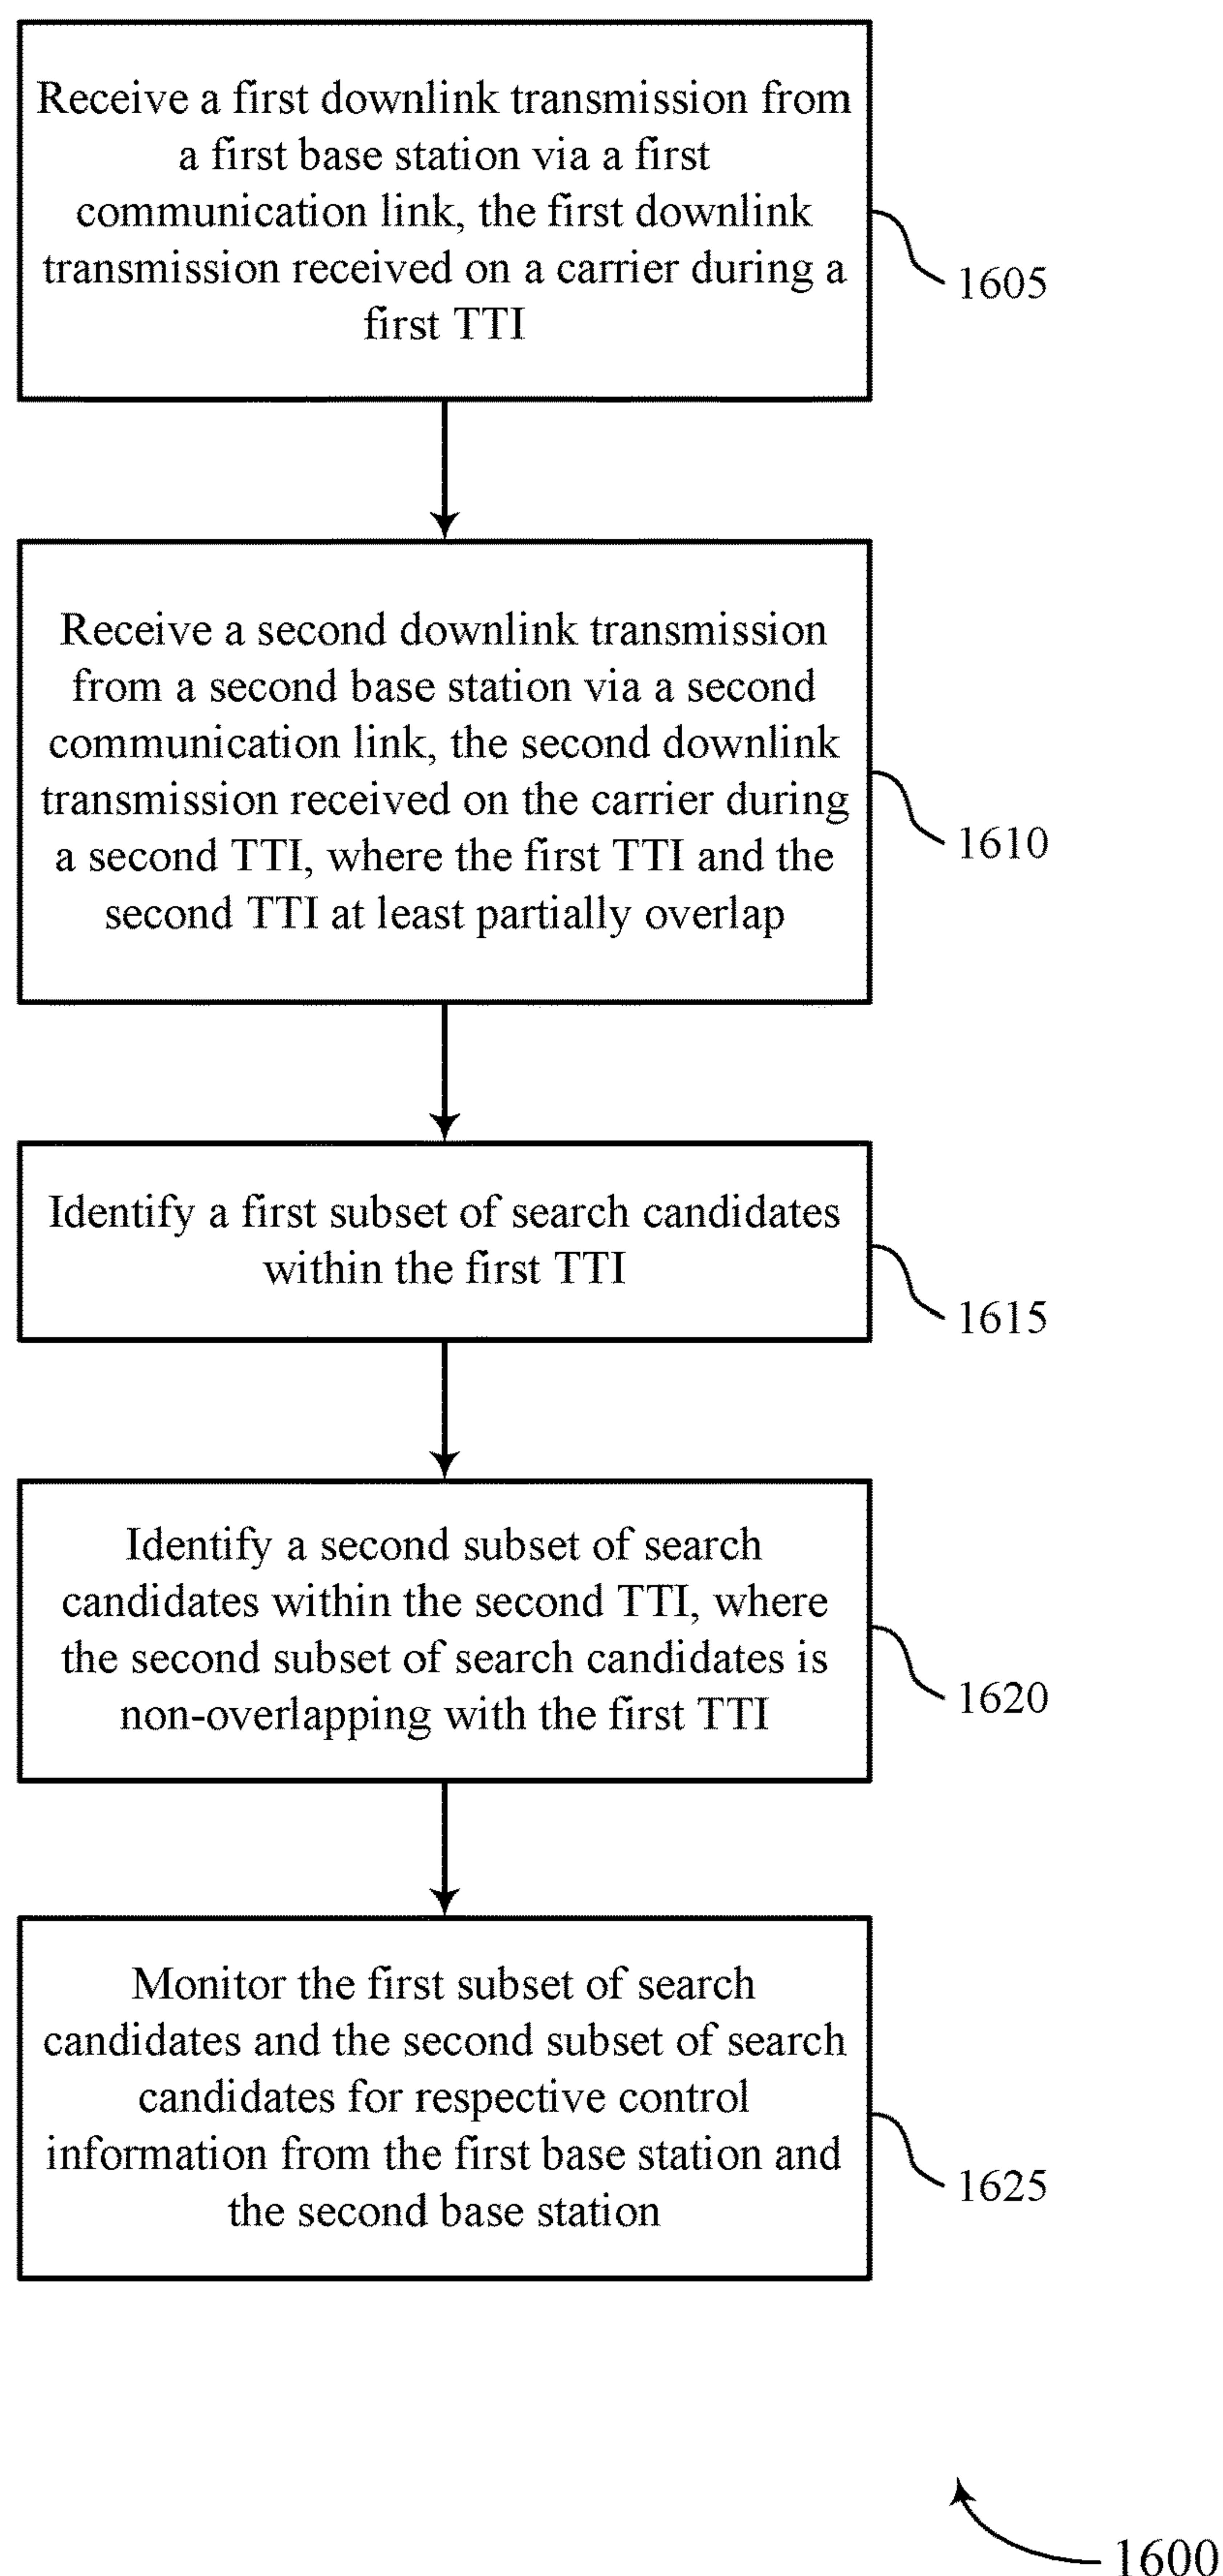 Receive a first downlink transmission from
a first base station via a first
communication link, the first downlink
transmission received on a carrier during a
first TTI
1605
Receive a second downlink transmission
from a second base station via a second
communication link, the second downlink
transmission received on the carrier during
a second TTI, where the first TTI and the
second TTI at least partially overlap
1610
Identify a first subset of search candidates
within the first TTI
1615
Identify a second subset of search
candidates within the second TTI, where
the second subset of search candidates is
non-overlapping with the first TTI
1620
Monitor the first subset of search
candidates and the second subset of search
candidates for respective control
information from the first base station and
the second base station
1625
1600